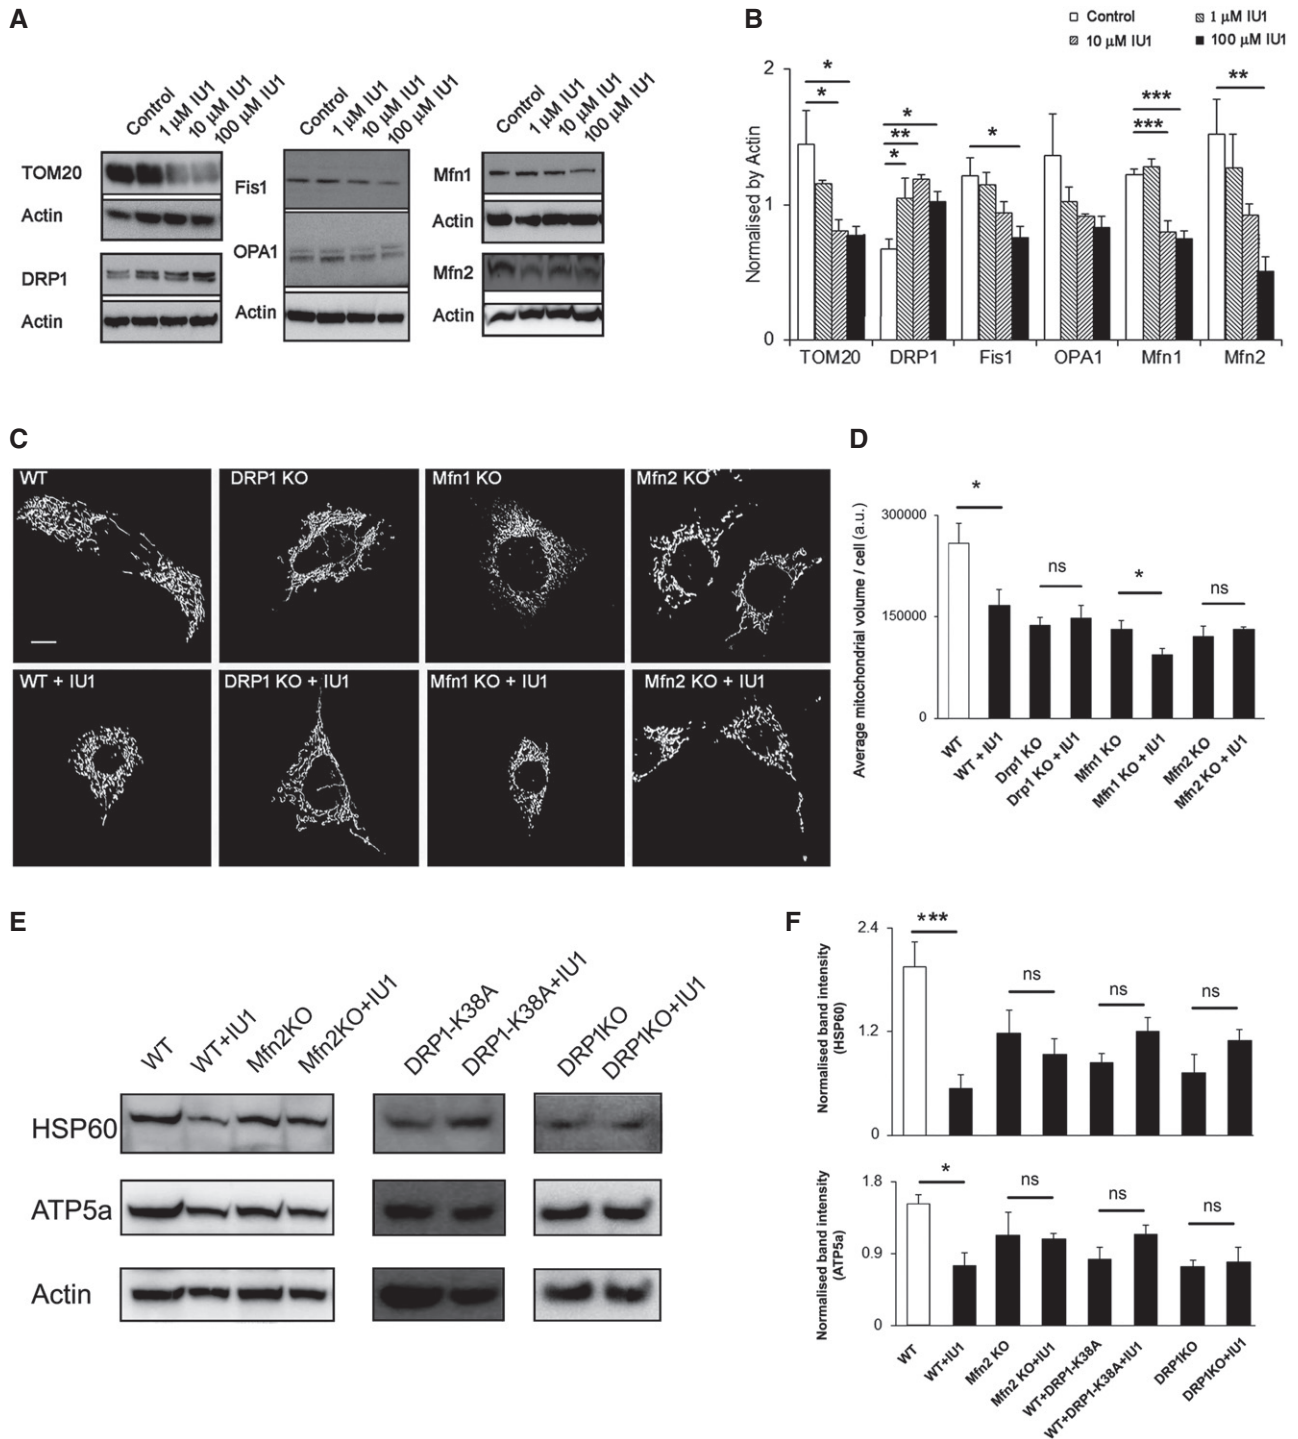 A
Control
1 µM IU1
10 µM IU1
100 µM IU1
TOM20
Actin
DRP1
Actin
Control
1 µM IU1
10 µM IU1
100 µM IU1
Fis1
OPA1
Actin
Control
1 µM IU1
10 µM IU1
100 µM IU1
Mfn1
Actin
Mfn2
Actin
B
Control
1 µM IU1
10 µM IU1
100 µM IU1
Normalised by Actin
2
1
0
*
*
*
**
*
*
***
***
**
TOM20 DRP1 Fis1 OPA1 Mfn1 Mfn2
C
WT
DRP1 KO
Mfn1 KO
Mfn2 KO
WT + IU1
DRP1 KO + IU1
Mfn1 KO + IU1
Mfn2 KO + IU1
D
Average mitochondrial volume / cell (a.u.)
300000
150000
0
*
ns
*
ns
WT
WT + IU1
Drp1 KO
Drp1 KO + IU1
Mfn1 KO
Mfn1 KO + IU1
Mfn2 KO
Mfn2 KO + IU1
E
WT
WT+IU1
Mfn2KO
Mfn2KO+IU1
DRP1-K38A
DRP1-K38A+IU1
DRP1KO
DRP1KO+IU1
HSP60
ATP5a
Actin
F
Normalised band intensity
(HSP60)
2.4
1.2
0
***
ns
ns
ns
Normalised band intensity
(ATP5a)
1.8
0.9
0
*
ns
ns
ns
WT
WT+IU1
Mfn2 KO
Mfn2 KO+IU1
WT+DRP1-K38A
WT+DRP1-K38A+IU1
DRP1KO
DRP1KO+IU1